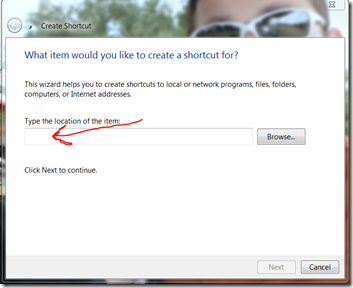 Create Shortcut
What item would you like to create a shortcut for?
This wizard helps you to create shortcuts to local or network programs, files, folders,
computers, or Internet addresses.
Type the location of the item:
Browse...
Click Next to continue.
Next
Cancel